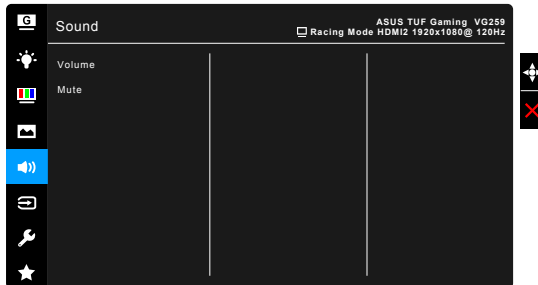 G
Sound
ASUS TUF Gaming VG259
Racing Mode HDMI2 1920x1080@ 120Hz
Volume
Mute